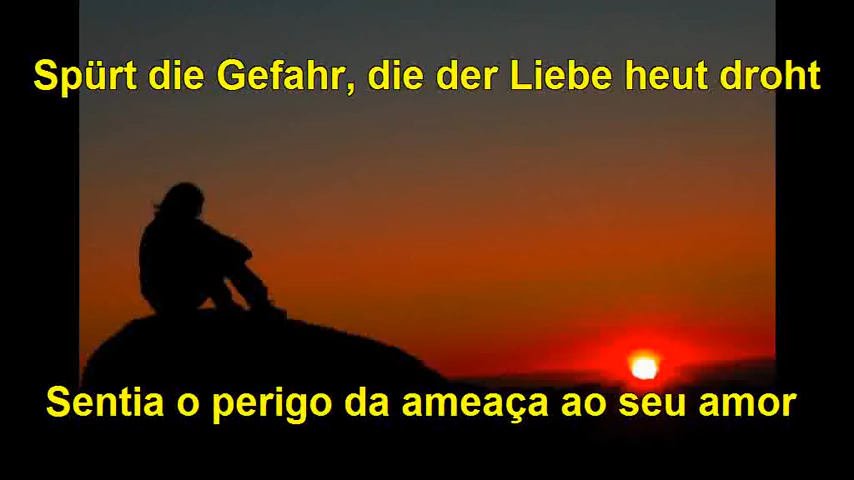 Spürt die Gefahr, die der Liebe heut droht
Sentia o perigo da ameaça ao seu amor